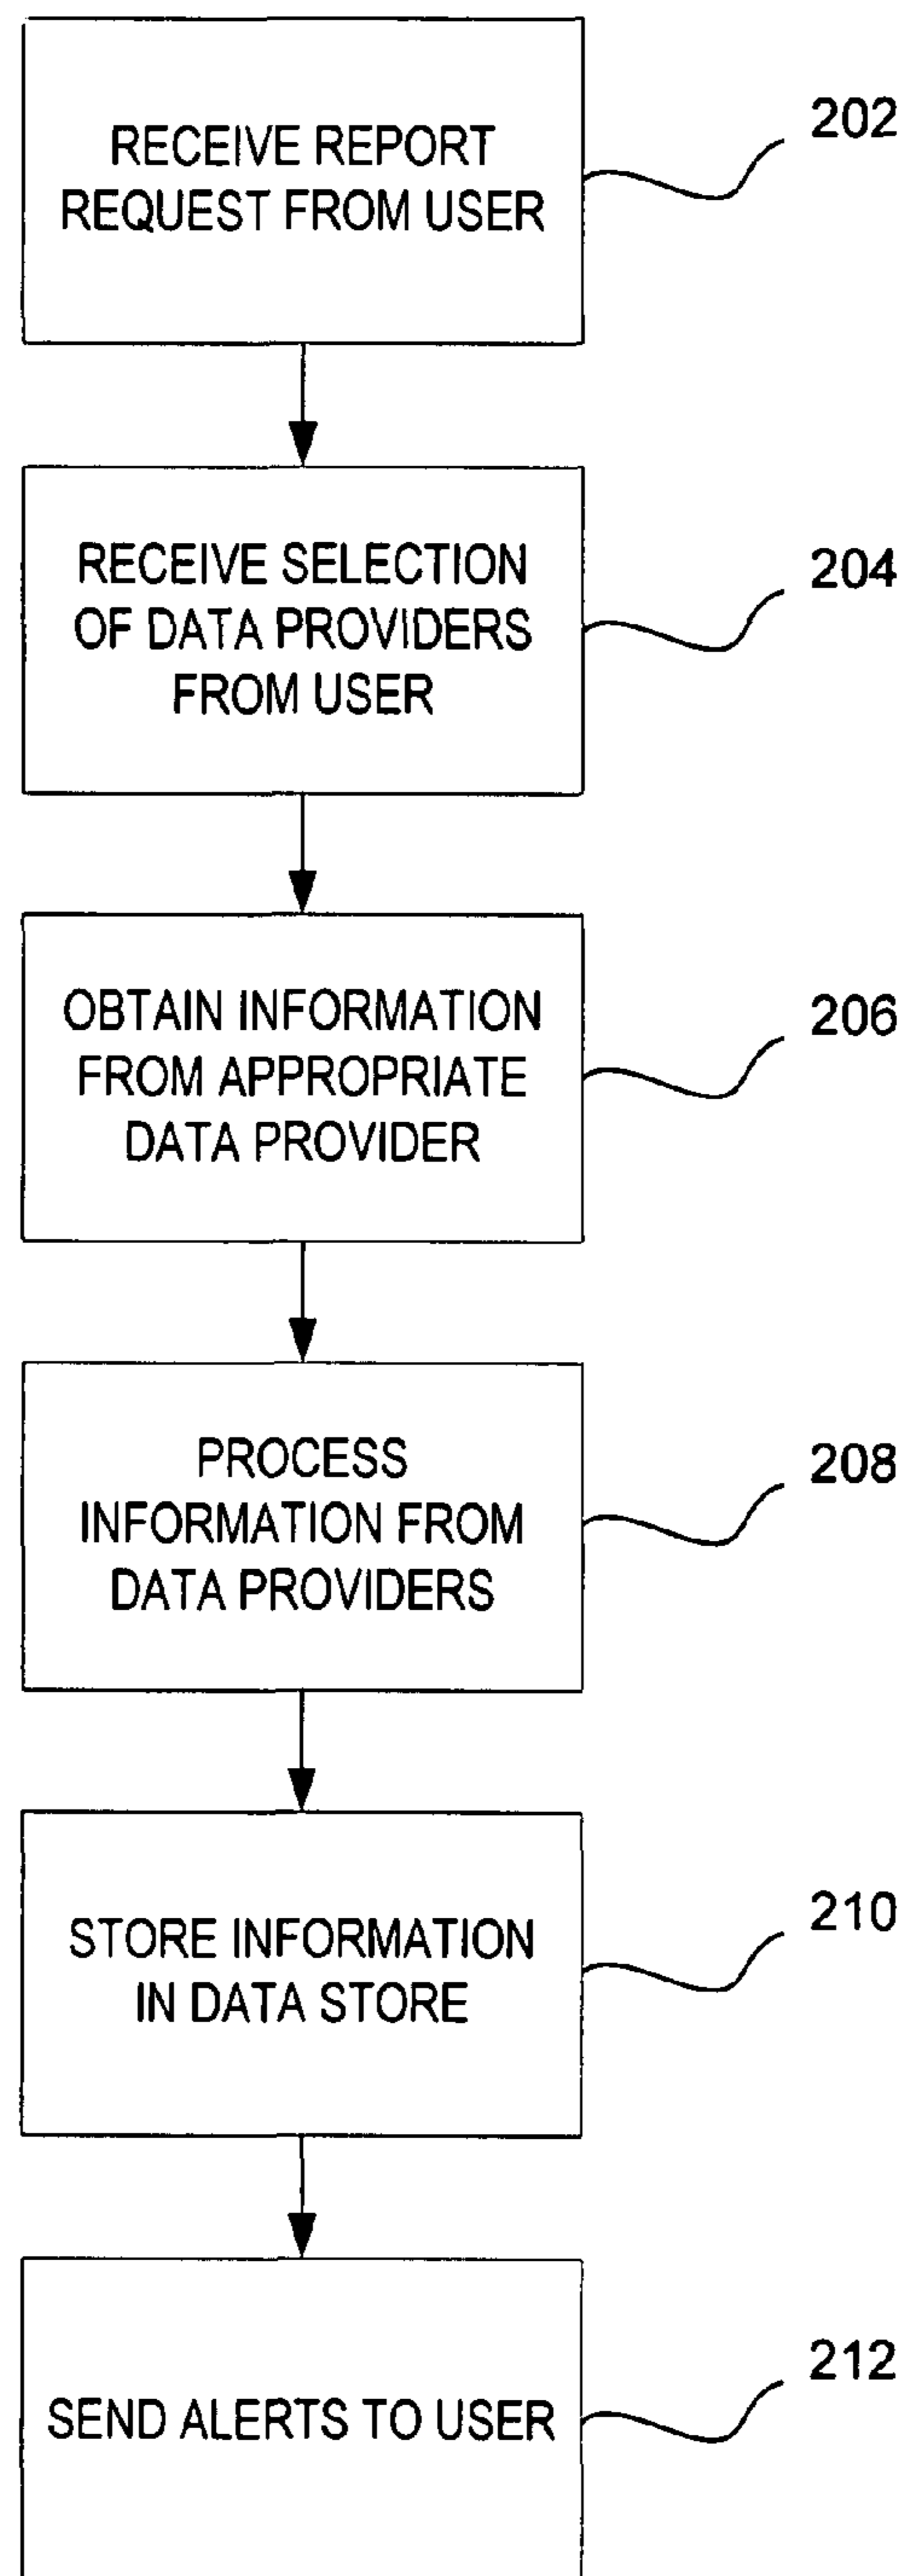 RECEIVE REPORT
REQUEST FROM USER
202
RECEIVE SELECTION
OF DATA PROVIDERS
FROM USER
204
OBTAIN INFORMATION
FROM APPROPRIATE
DATA PROVIDER
206
PROCESS
INFORMATION FROM
DATA PROVIDERS
208
STORE INFORMATION
IN DATA STORE
210
SEND ALERTS TO USER
212